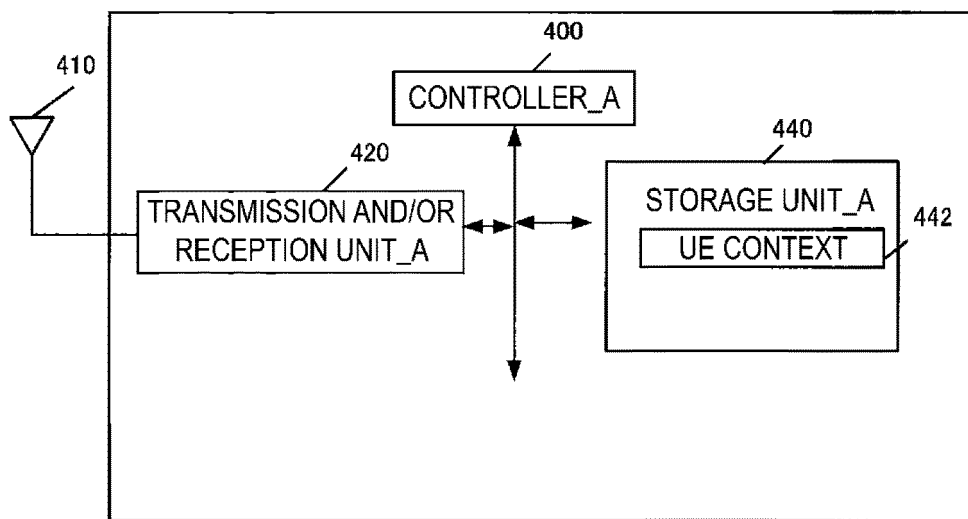 400
410
CONTROLLER_A
420
440
TRANSMISSION AND/OR
RECEPTION UNIT_A
STORAGE UNIT_A
442
UE CONTEXT